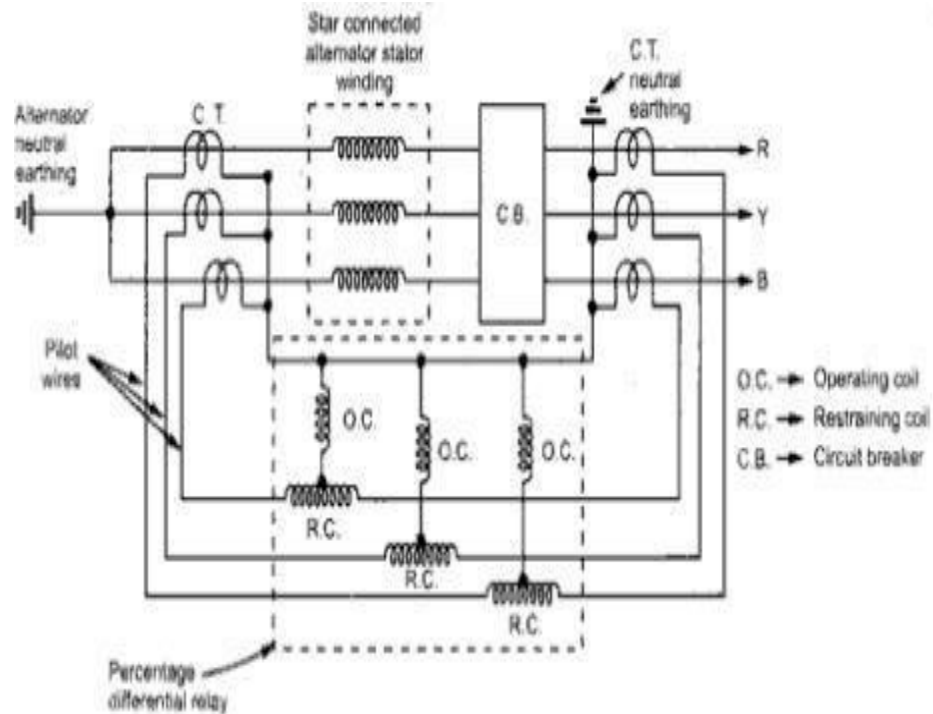 Star connected
alternator stator
winding
C.T.
neutral
earthing
Alternator
neutral
earthing
C. T.
R
C.B.
Y
B
Pilot
wires
O.C.
O.C.
O.C.
R.C.
R.C.
R.C.
O.C. → Operating coil
R.C. → Restraining coil
C.B. → Circuit breaker
Percentage
differential relay